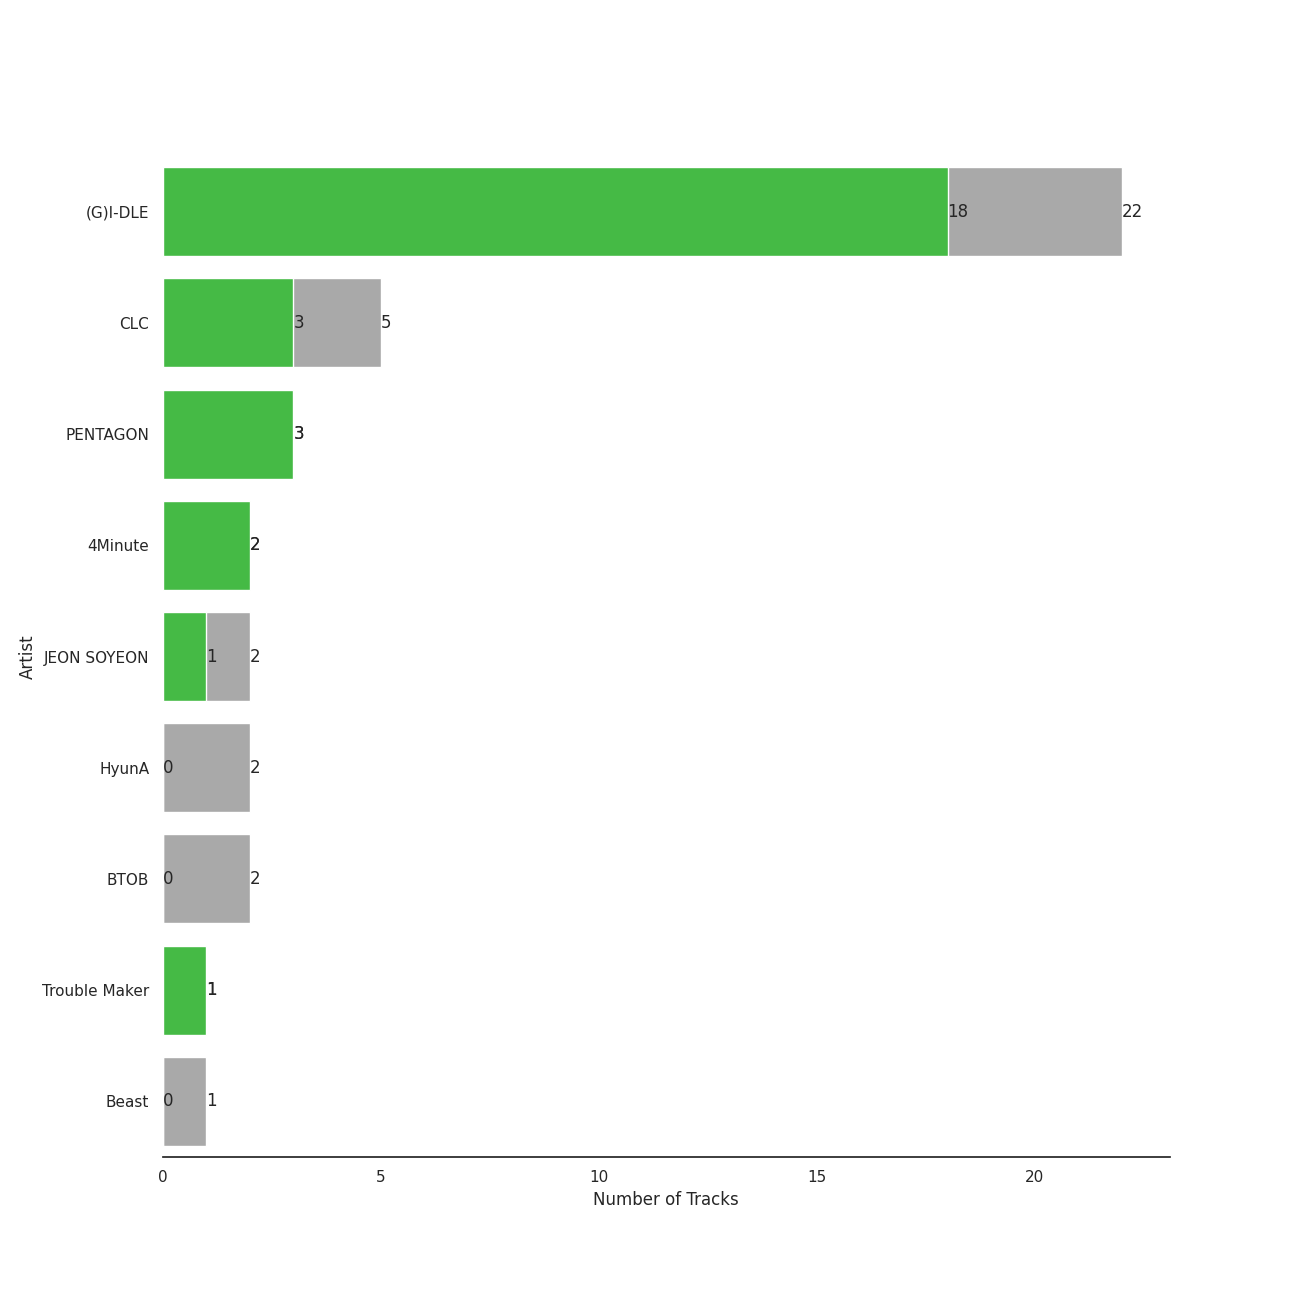 (G)I-DLE 18 22
CLC 3 5
PENTAGON 3
4Minute 2
JEON SOYEON 1 2
HyunA 0 2
BTOB 0 2
Trouble Maker 1
Beast 0 1
Artist
0 5 10 15 20
Number of Tracks